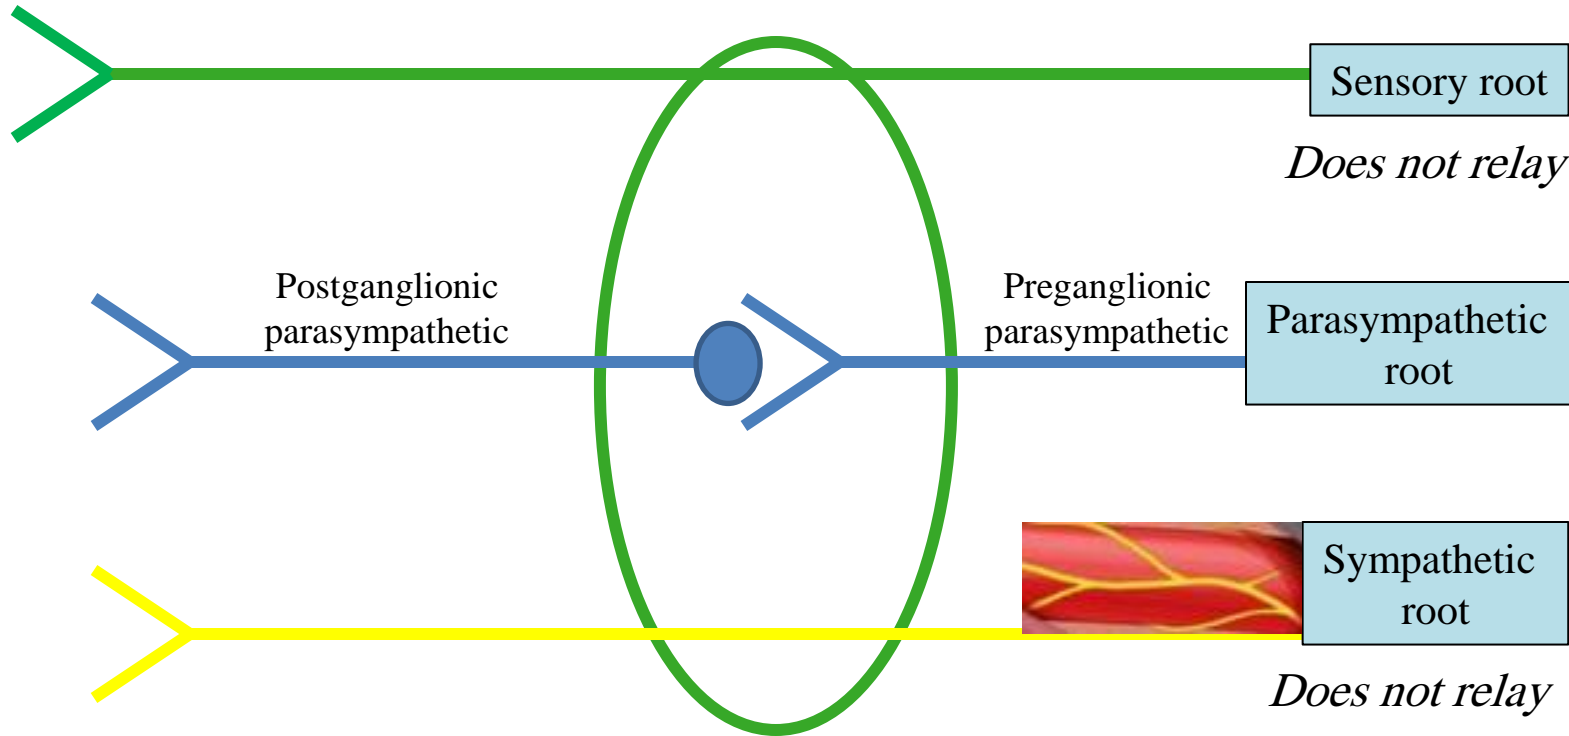 Sensory root
Does not relay
Postganglionic
parasympathetic
Preganglionic
parasympathetic
Parasympathetic
root
Sympathetic
root
Does not relay